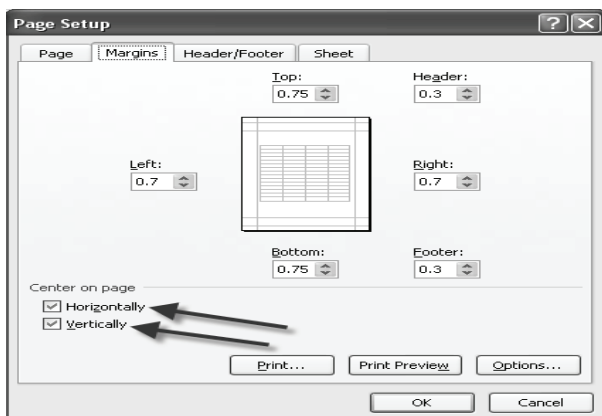 Page Setup
Page Margins Header/Footer Sheet
Top: Header:
0.75 0.3
Left: Right:
0.7 0.7
Bottom: Footer:
0.75 0.3
Center on page
Horizontally
Vertically
Print... Print Preview Options...
OK Cancel